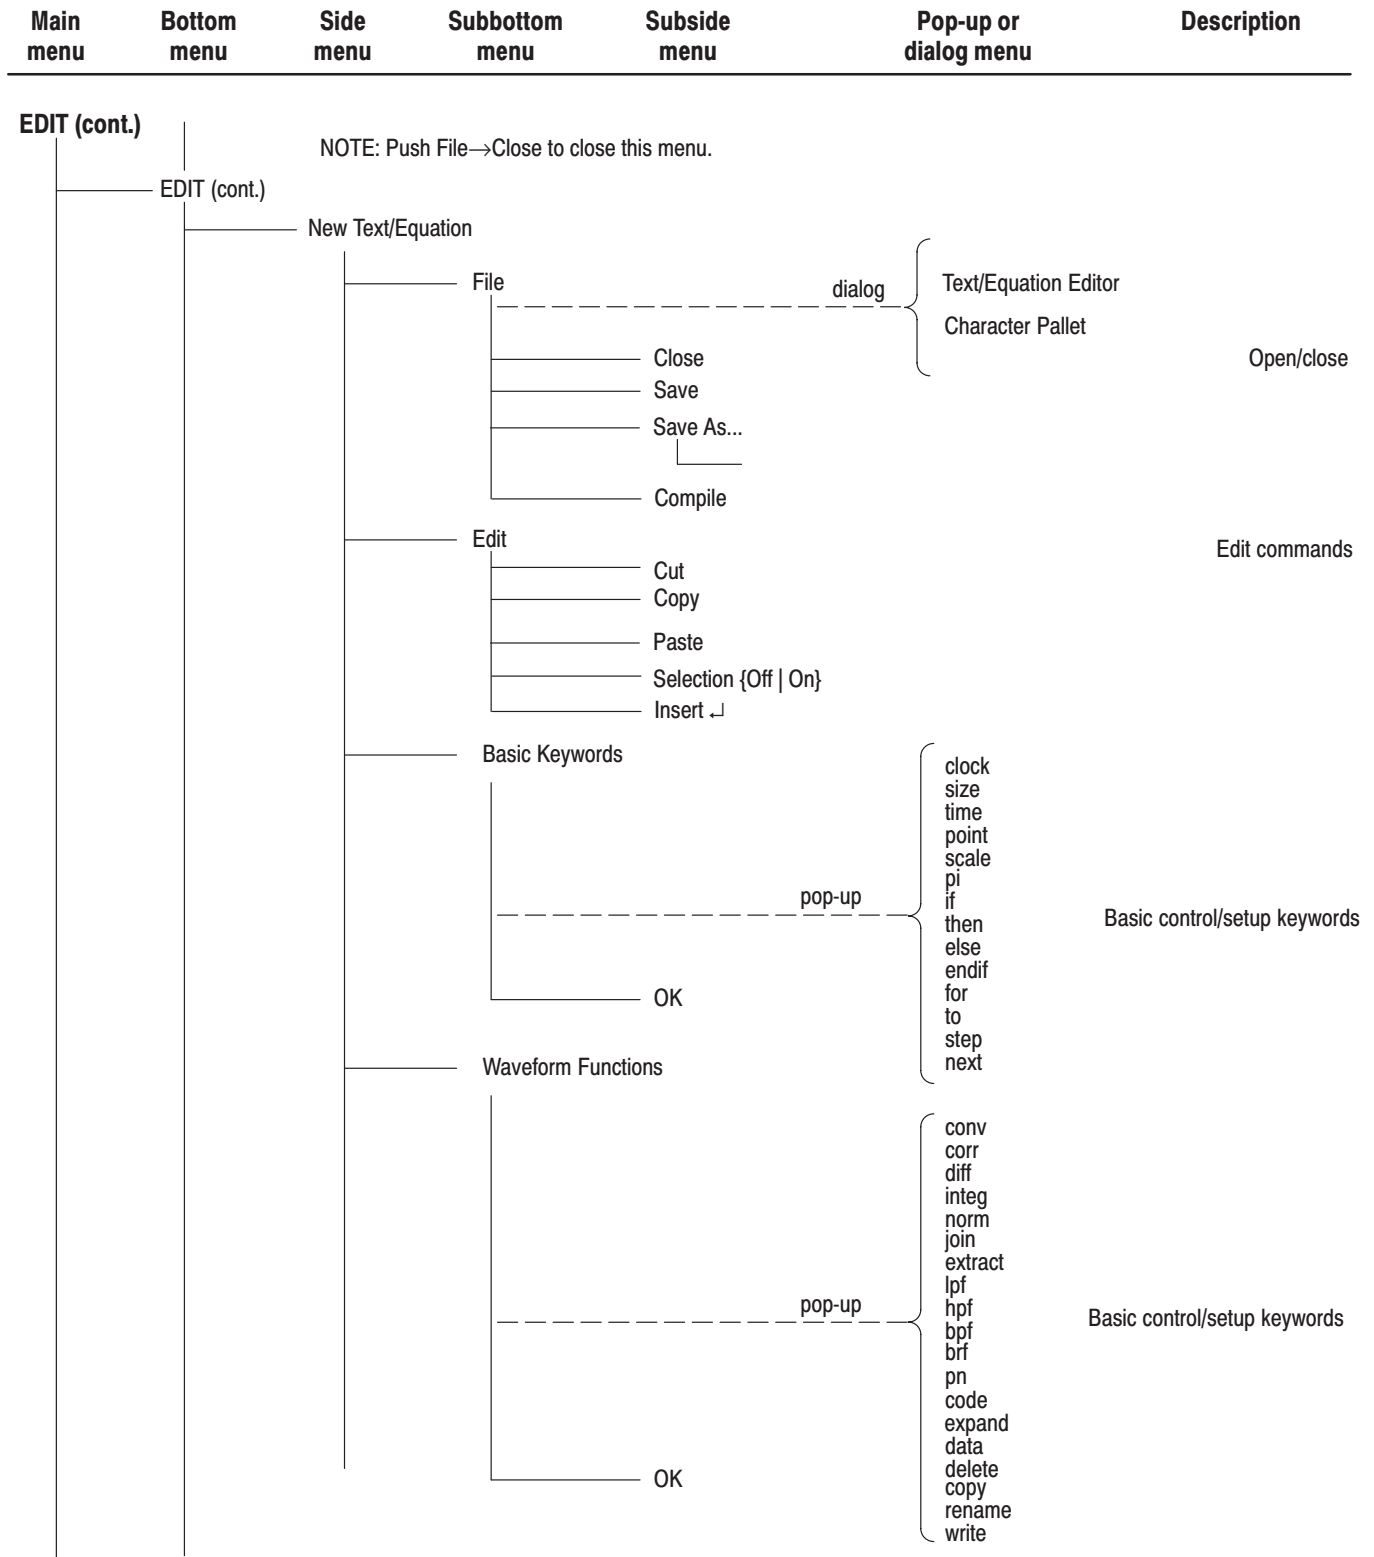 Main menu
Bottom menu
Side menu
Subbottom menu
Subside menu
Pop-up or dialog menu
Description
EDIT (cont.)
NOTE: Push File→Close to close this menu.
EDIT (cont.)
New Text/Equation
File
dialog
Text/Equation Editor
Character Pallet
Close
Open/close
Save
Save As...
Compile
Edit
Edit commands
Cut
Copy
Paste
Selection {Off | On}
Insert ↵
Basic Keywords
clock
size
time
point
scale
pi
pop-up
if
then
Basic control/setup keywords
else
endif
for
OK
to
step
next
Waveform Functions
conv
corr
diff
integ
norm
join
extract
lpf
pop-up
hpf
Basic control/setup keywords
bpf
brf
pn
code
expand
data
delete
OK
copy
rename
write